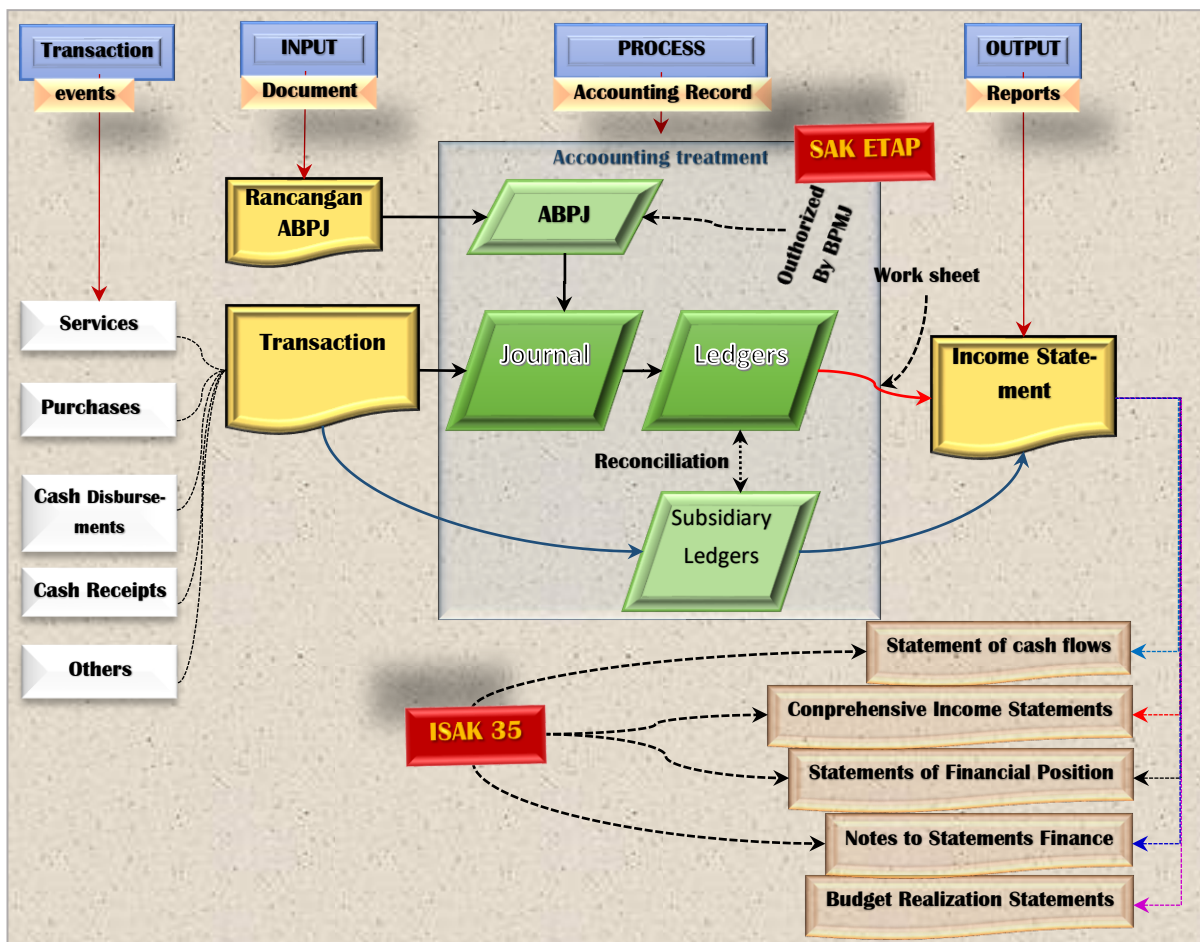 Transaction
events
INPUT
Document
PROCESS
Accounting Record
OUTPUT
Reports
Accoounting treatment
SAK ETAP
Outhorized
By BPMJ
Rancangan
ABPJ
ABPJ
Work sheet
Services
Purchases
Cash Disburse-
ments
Cash Receipts
Others
Transaction
Journal
Ledgers
Income State-
ment
Reconciliation
Subsidiary
Ledgers
ISAK 35
Statement of cash flows
Conprehensive Income Statements
Statements of Financial Position
Notes to Statements Finance
Budget Realization Statements